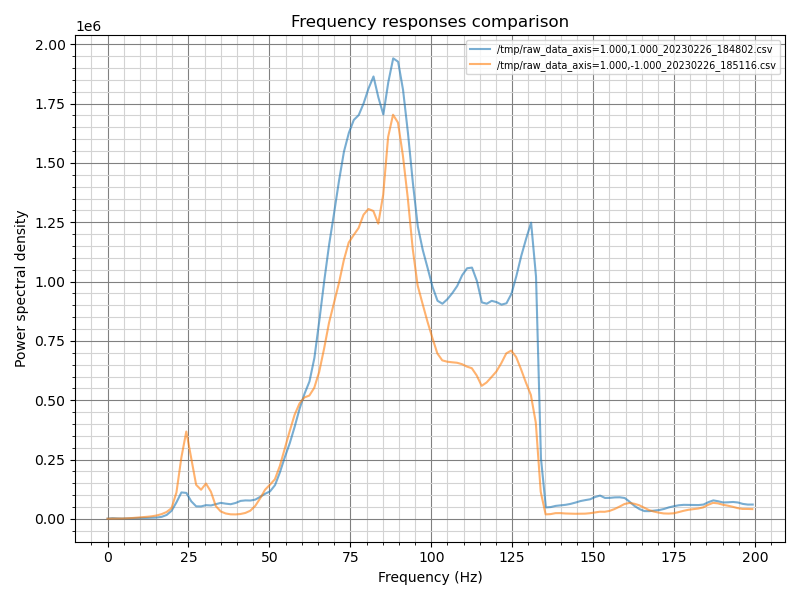 Frequency responses comparison
1e6
/tmp/raw_data_axis=1.000,1.000_20230226_184802.csv
/tmp/raw_data_axis=1.000,-1.000_20230226_185116.csv
2.00
1.75
1.50
1.25
1.00
0.75
0.50
0.25
0.00
Power spectral density
0 25 50 75 100 125 150 175 200
Frequency (Hz)